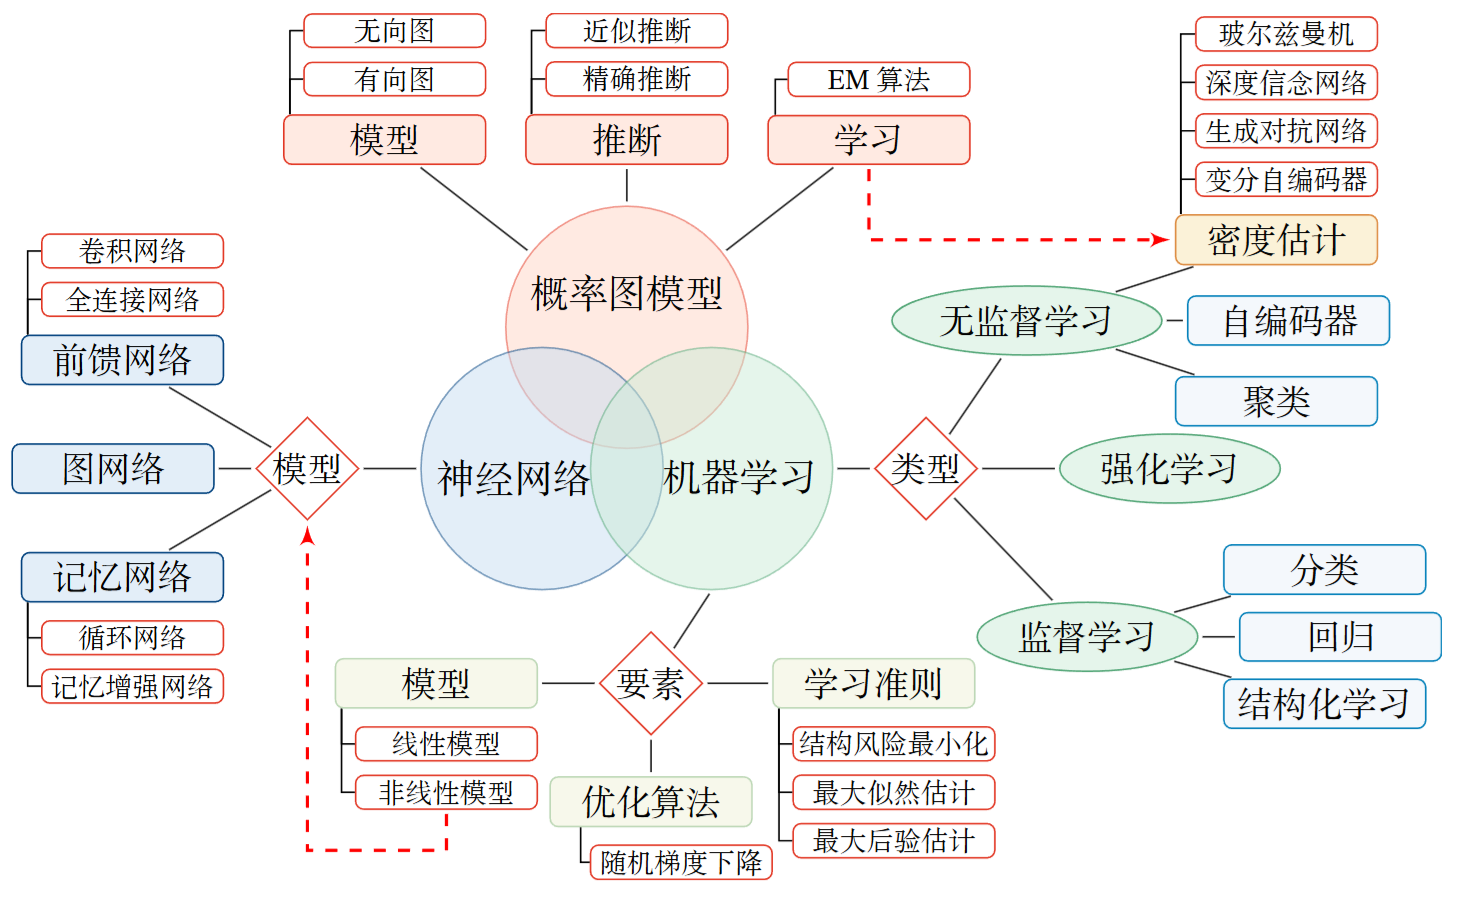 无向图
有向图
模型
近似推断
精确推断
推断
EM 算法
学习
玻尔兹曼机
深度信念网络
生成对抗网络
变分自编码器
密度估计
概率图模型
卷积网络
全连接网络
前馈网络
无监督学习
自编码器
聚类
图网络
模型
神经网络
机器学习
类型
强化学习
记忆网络
循环网络
记忆增强网络
监督学习
分类
回归
结构化学习
模型
线性模型
非线性模型
要素
学习准则
结构风险最小化
最大似然估计
最大后验估计
优化算法
随机梯度下降